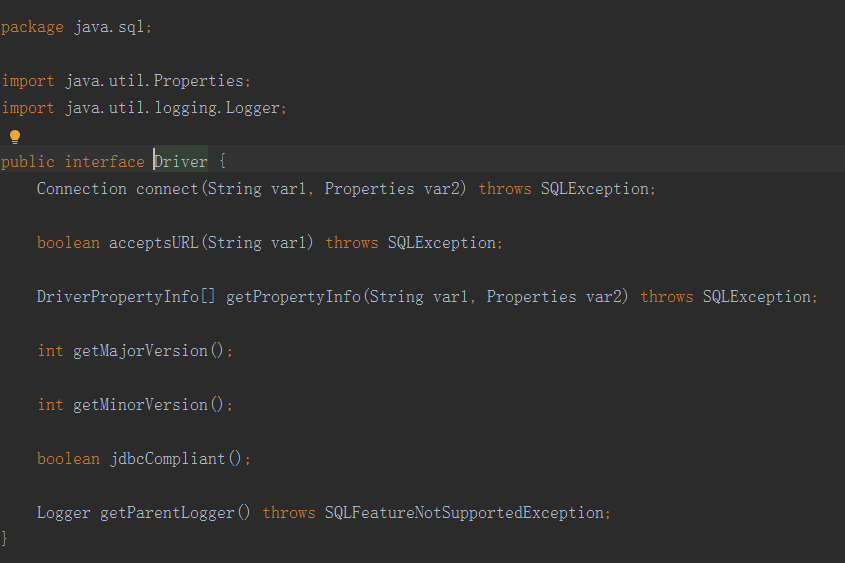 package java.sql;
import java.util.Properties;
import java.util.logging.Logger;
public interface Driver {
Connection connect(String var1, Properties var2) throws SQLException;
boolean acceptsURL(String var1) throws SQLException;
DriverPropertyInfo[] getPropertyInfo(String var1, Properties var2) throws SQLException;
int getMajorVersion();
int getMinorVersion();
boolean jdbcCompliant();
Logger getParentLogger() throws SQLFeatureNotSupportedException;
}